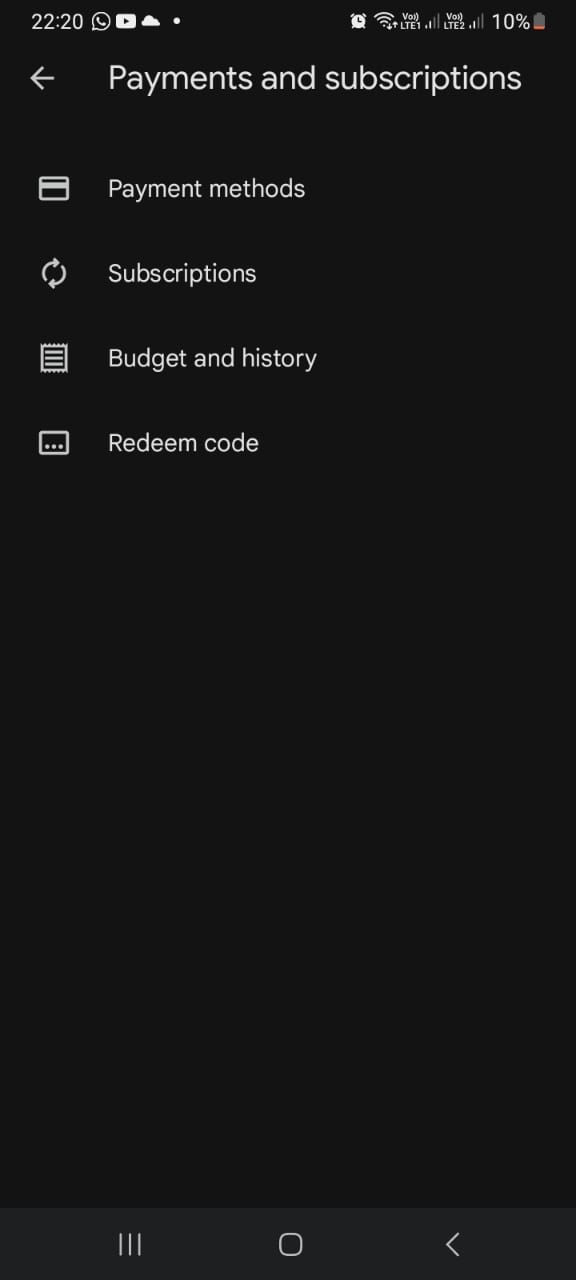 22:20 Vo)) LTE1 Vo)) LTE2 10%
Payments and subscriptions
Payment methods
Subscriptions
Budget and history
Redeem code